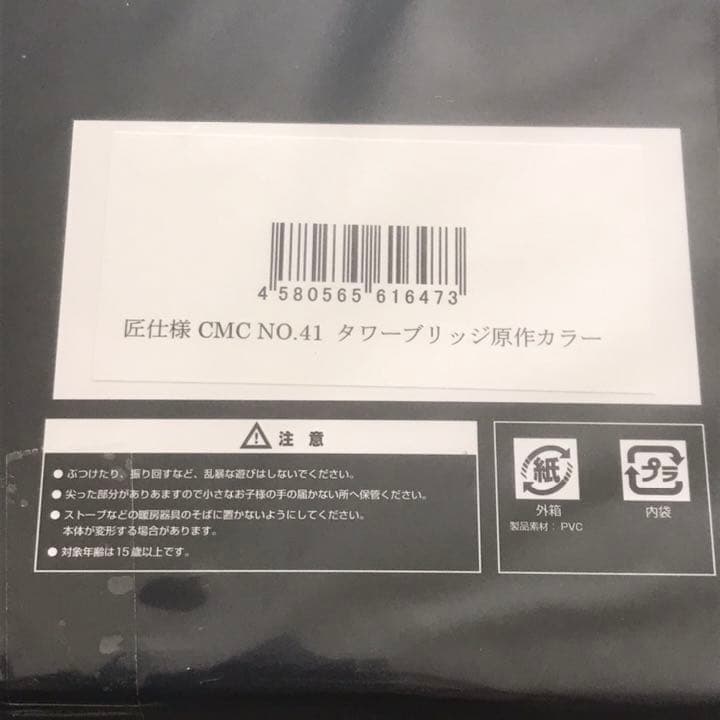 4 580565 616473
匠仕様 CMC NO.41 タワーブリッジ原作カラー
注 意
● ぶつけたり、振り回すなど、乱暴な遊びはしないでください。
● 尖った部分がありあますので小さなお子様の手の届かない所へ保管ください。
● ストーブなどの暖房器具のそばに置かないようにしてください。
本体が変形する場合があります。
● 対象年齢は15歳以上です。
紙
プラ
外箱
内袋
製品素材：PVC